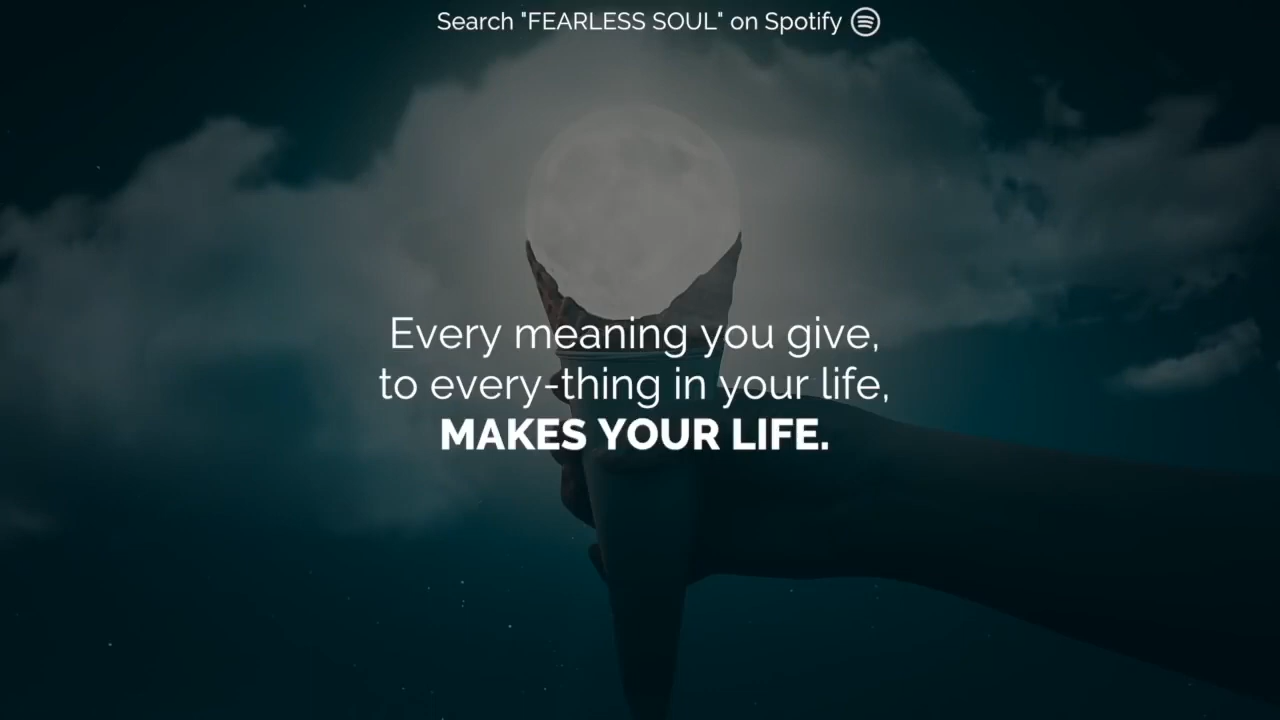 Search "FEARLESS SOUL" on Spotify
Every meaning you give,
to every-thing in your life,
MAKES YOUR LIFE.